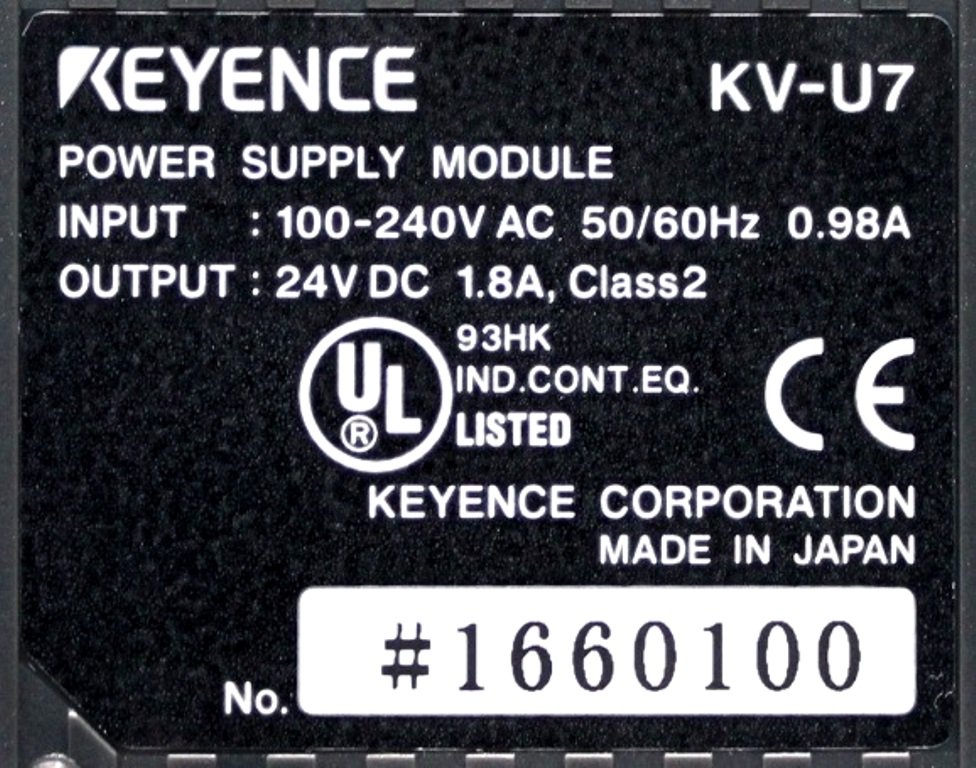 KEYENCE KV-U7
POWER SUPPLY MODULE
INPUT : 100-240V AC 50/60Hz 0.98A
OUTPUT : 24V DC 1.8A, Class2
UL ® 93HK
IND.CONT.EQ.
LISTED
CE
KEYENCE CORPORATION
MADE IN JAPAN
No. #1660100